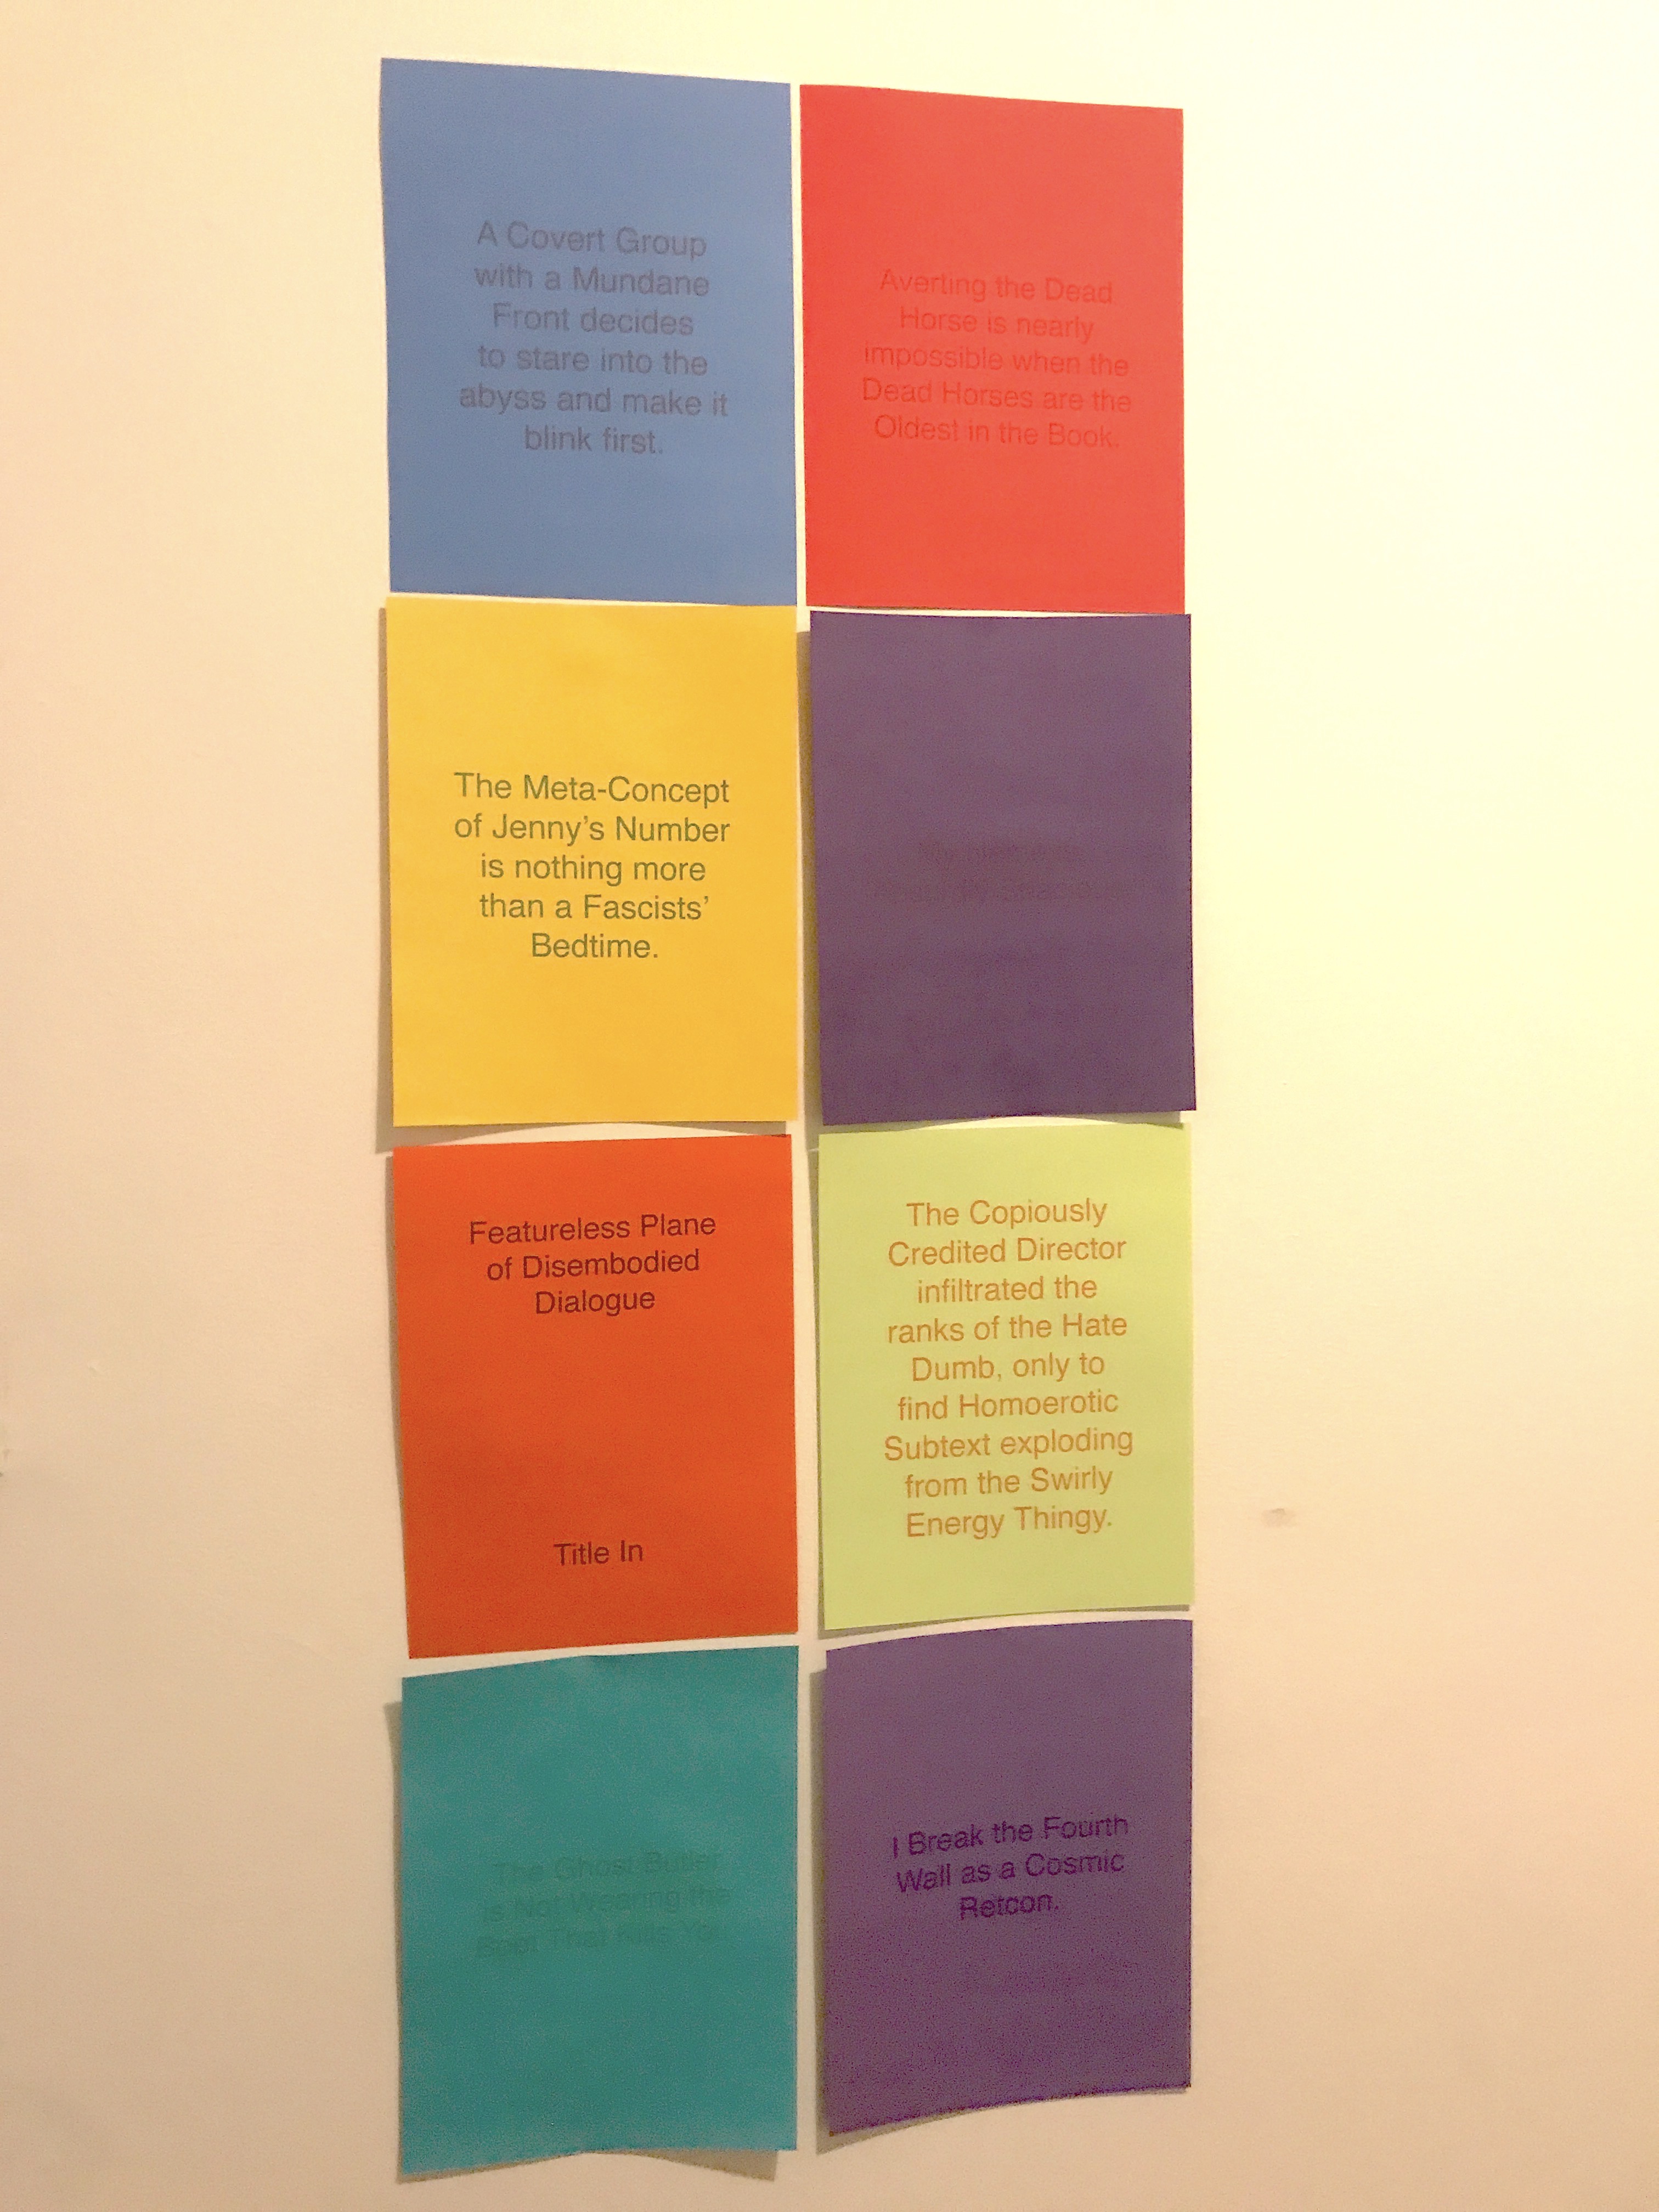 A Covert Group
with a Mundane
Front decides
to stare into the
abyss and make it
blink first.
Averting the Dead
Horse is nearly
impossible when the
Dead Horses are the
Oldest in the Book.
The Meta-Concept
of Jenny's Number
is nothing more
than a Fascists'
Bedtime.
Featureless Plane
of Disembodied
Dialogue
Title In
The Copiously
Credited Director
infiltrated the
ranks of the Hate
Dumb, only to
find Homoerotic
Subtext exploding
from the Swirly
Energy Thingy.
The Ghost Butler
is Not Wearing the
Boot That Kills
I Break the Fourth
Wall as a Cosmic
Retcon.